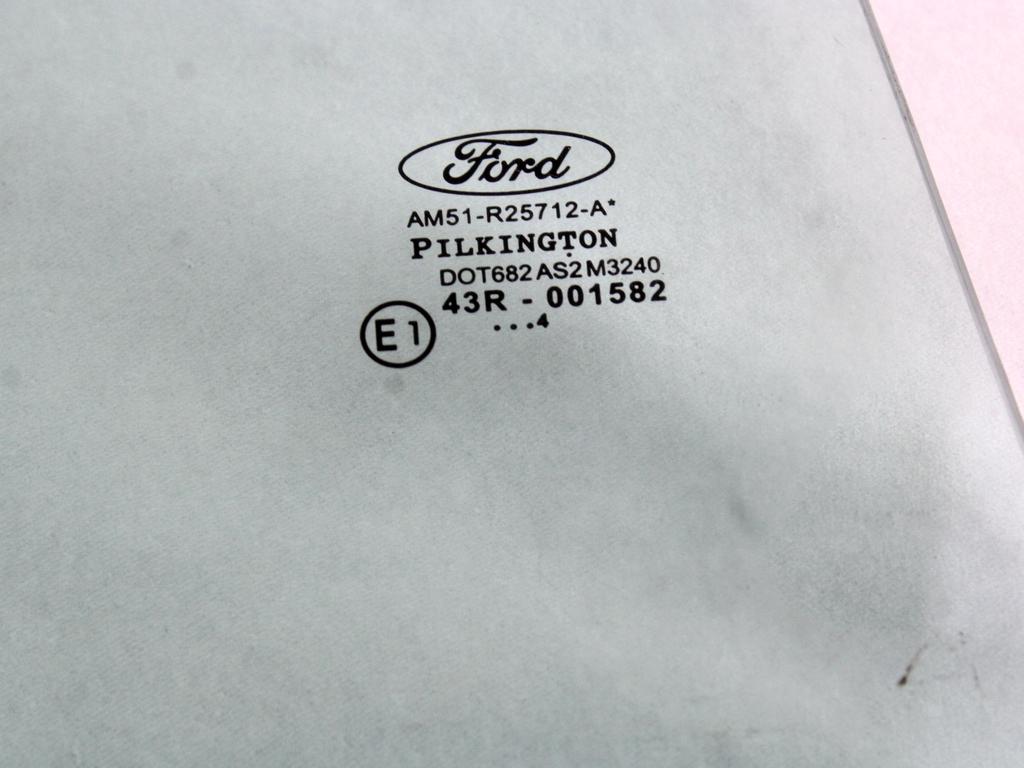 Ford
AM51-R25712-A*
PILKINGTON
DOT682 AS2 M3240
43R - 001582
...4
E1